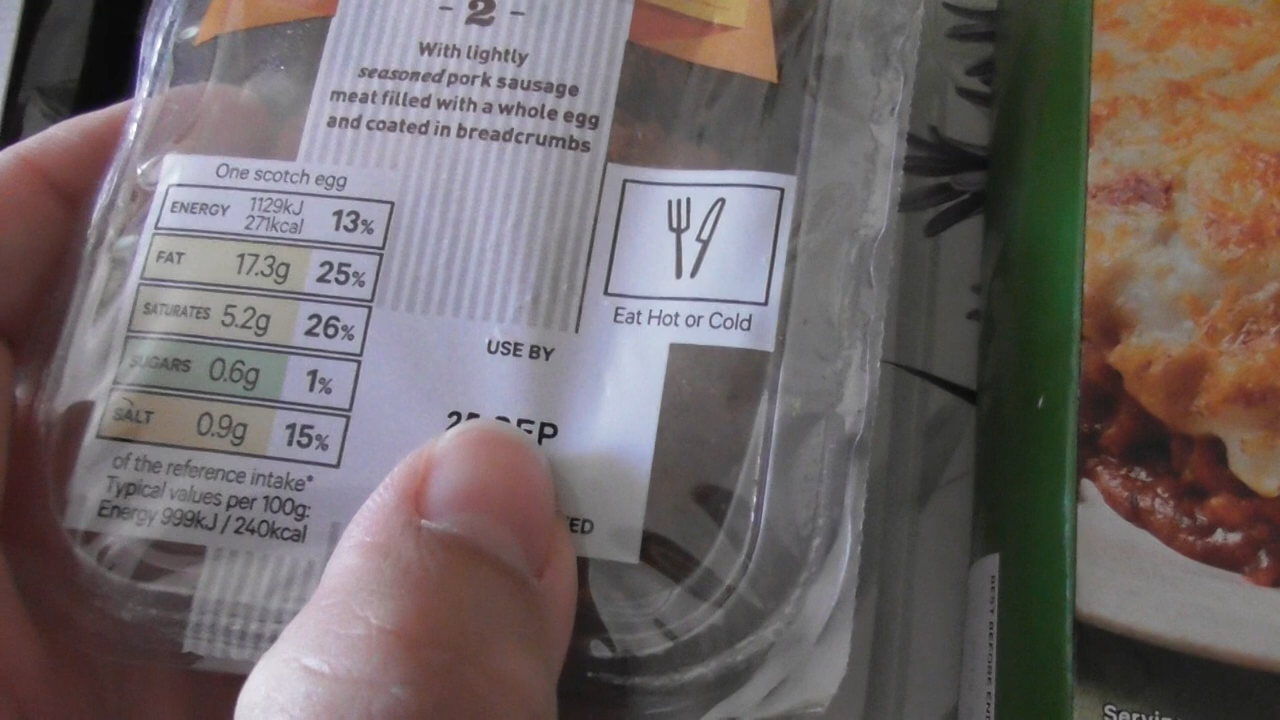 - 2 -
With lightly
seasoned pork sausage
meat filled with a whole egg
and coated in breadcrumbs
One scotch egg
ENERGY 1129kJ 13%
271kcal
FAT 17.3g 25%
SATURATES 5.2g 26%
SUGARS 0.6g 1%
SALT 0.9g 15%
of the reference intake*
Typical values per 100g:
Energy 999kJ / 240kcal
Eat Hot or Cold
USE BY
BEST BEFORE